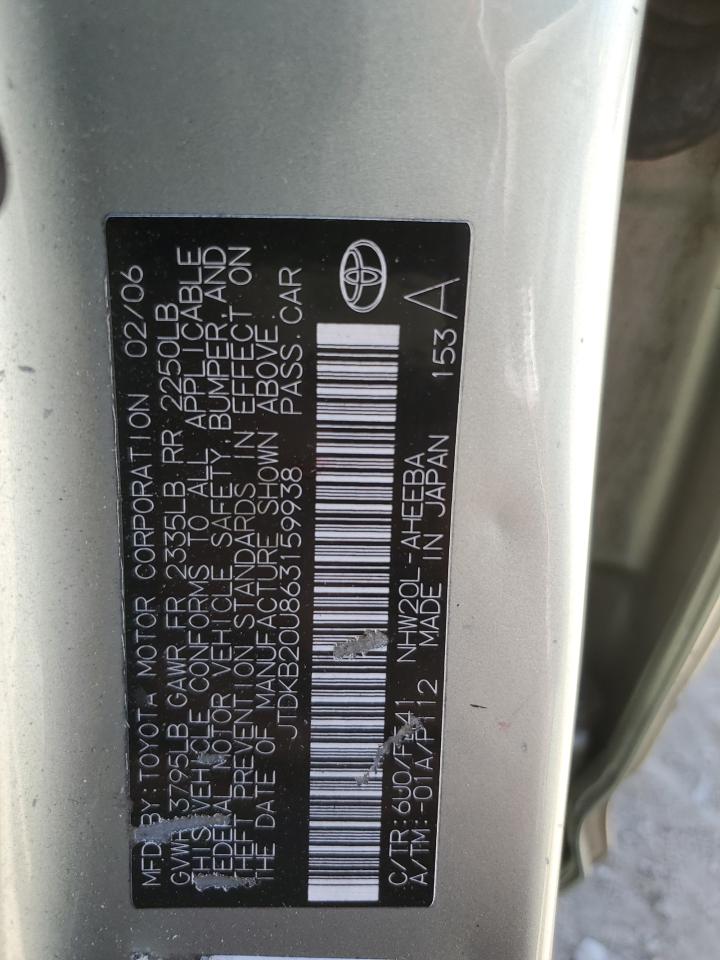 MFD. BY: TOYOTA MOTOR CORPORATION 02/06
GVWR 3795LB GAWR FR 2335LB RR 2250LB
THIS VEHICLE CONFORMS TO ALL APPLICABLE
FEDERAL MOTOR VEHICLE SAFETY, BUMPER, AND
THEFT PREVENTION STANDARDS IN EFFECT ON
THE DATE OF MANUFACTURE SHOWN ABOVE.
JTDKB20U863159938 PASS. CAR
C/TR: 6U0/FE41 NHW20L-AHEEBA 153 A
A/TM: -01A/P112 MADE IN JAPAN